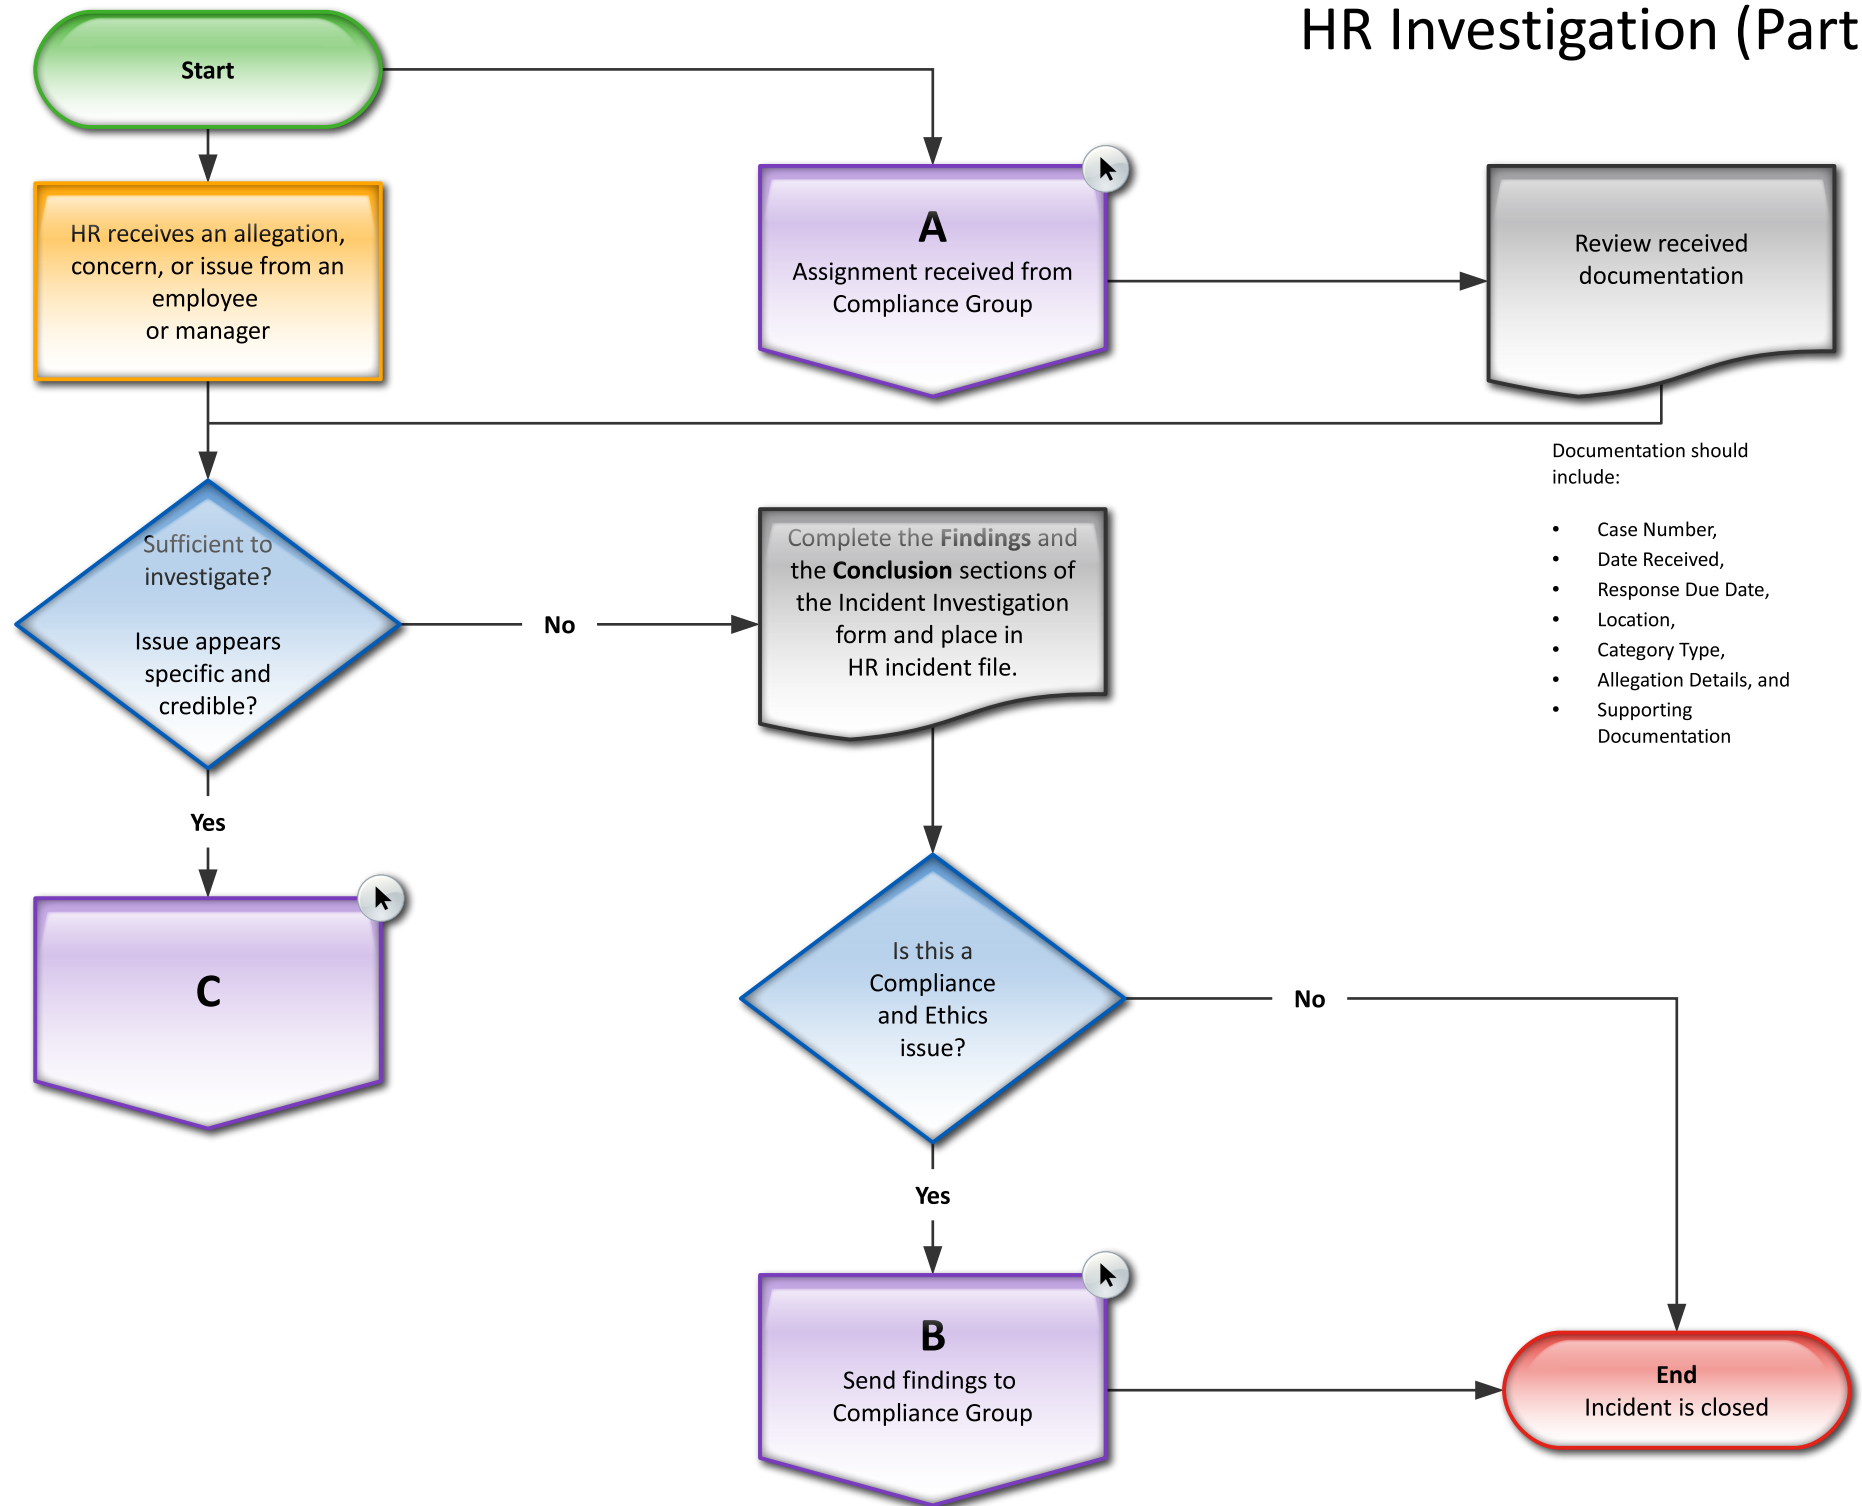 HR Investigation (Part
Start
HR receives an allegation,
concern, or issue from an
employee
or manager
A
Assignment received from
Compliance Group
Review received
documentation
Documentation should
include:
• Case Number,
• Date Received,
• Response Due Date,
• Location,
• Category Type,
• Allegation Details, and
• Supporting
Documentation
Sufficient to
investigate?
Issue appears
specific and
credible?
No
Complete the Findings and
the Conclusion sections of
the Incident Investigation
form and place in
HR incident file.
Yes
C
Is this a
Compliance
and Ethics
issue?
No
Yes
B
Send findings to
Compliance Group
End
Incident is closed